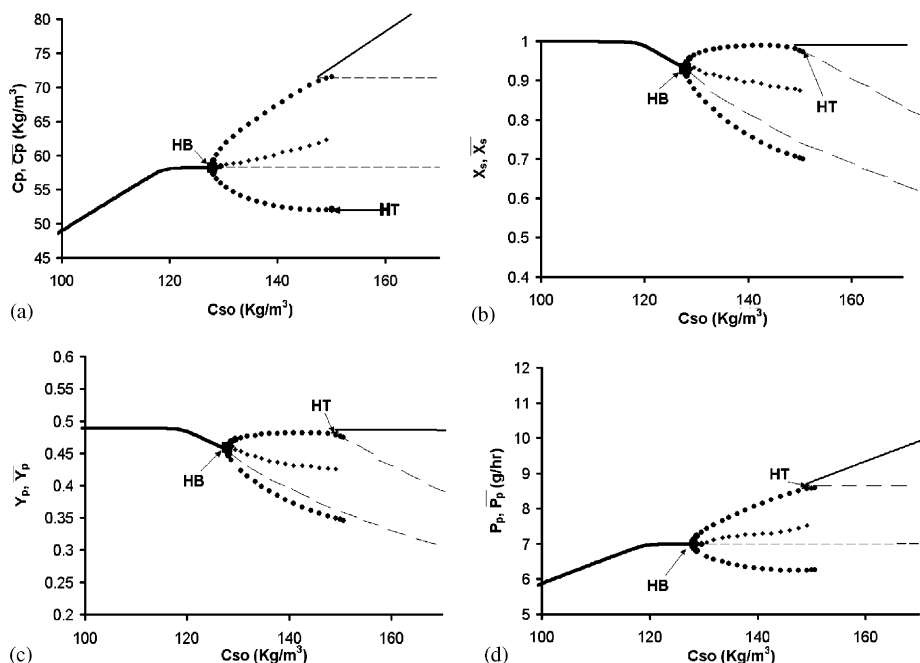 80
75
70
65
60
55
50
45
Cp, C̅p̅ (Kg/m³)
HB
HT
100 120 140 160
Cso (Kg/m³)
(a)
1
0.9
0.8
0.7
0.6
0.5
0.4
Xₛ, X̅ₛ
HB
HT
100 120 140 160
Cso (Kg/m³)
(b)
0.6
0.55
0.5
0.45
0.4
0.35
0.3
0.25
0.2
Yₚ, Y̅ₚ
HT
HB
100 120 140 160
Cso (Kg/m³)
(c)
12
11
10
9
8
7
6
5
Pₚ, P̅ₚ (g/hr)
HT
HB
100 120 140 160
Cso (Kg/m³)
(d)